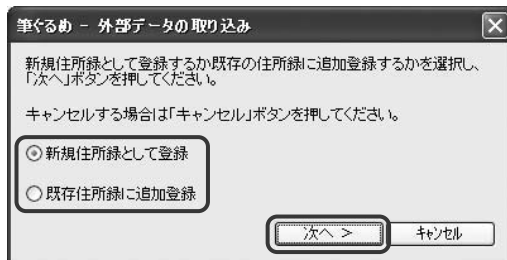 筆ぐるめ - 外部データの取り込み
新規住所録として登録するか既存の住所録に追加登録するかを選択し、
「次へ」ボタンを押してください。
キャンセルする場合は「キャンセル」ボタンを押してください。
新規住所録として登録
既存住所録に追加登録
次へ >
キャンセル